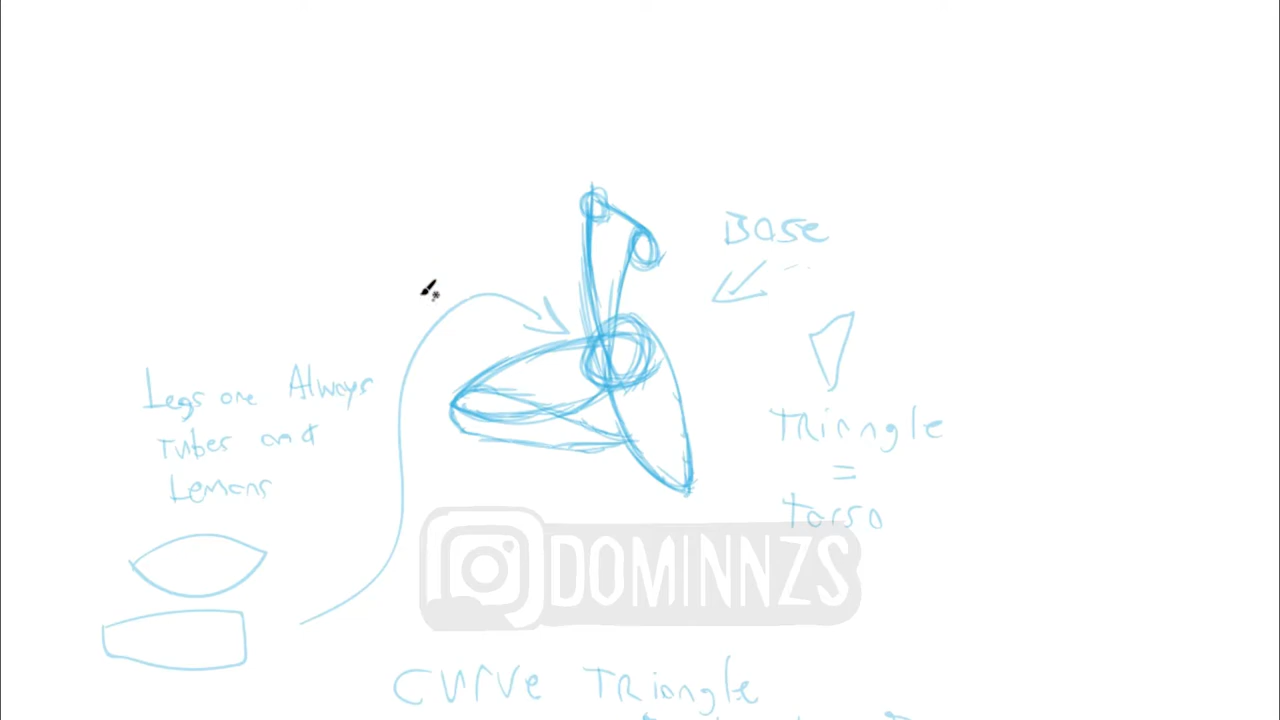 Base
Legs are Always
Tubes and
Lemons
Triangle
=
Torso
DOMINNZS
CURVE TRiangle